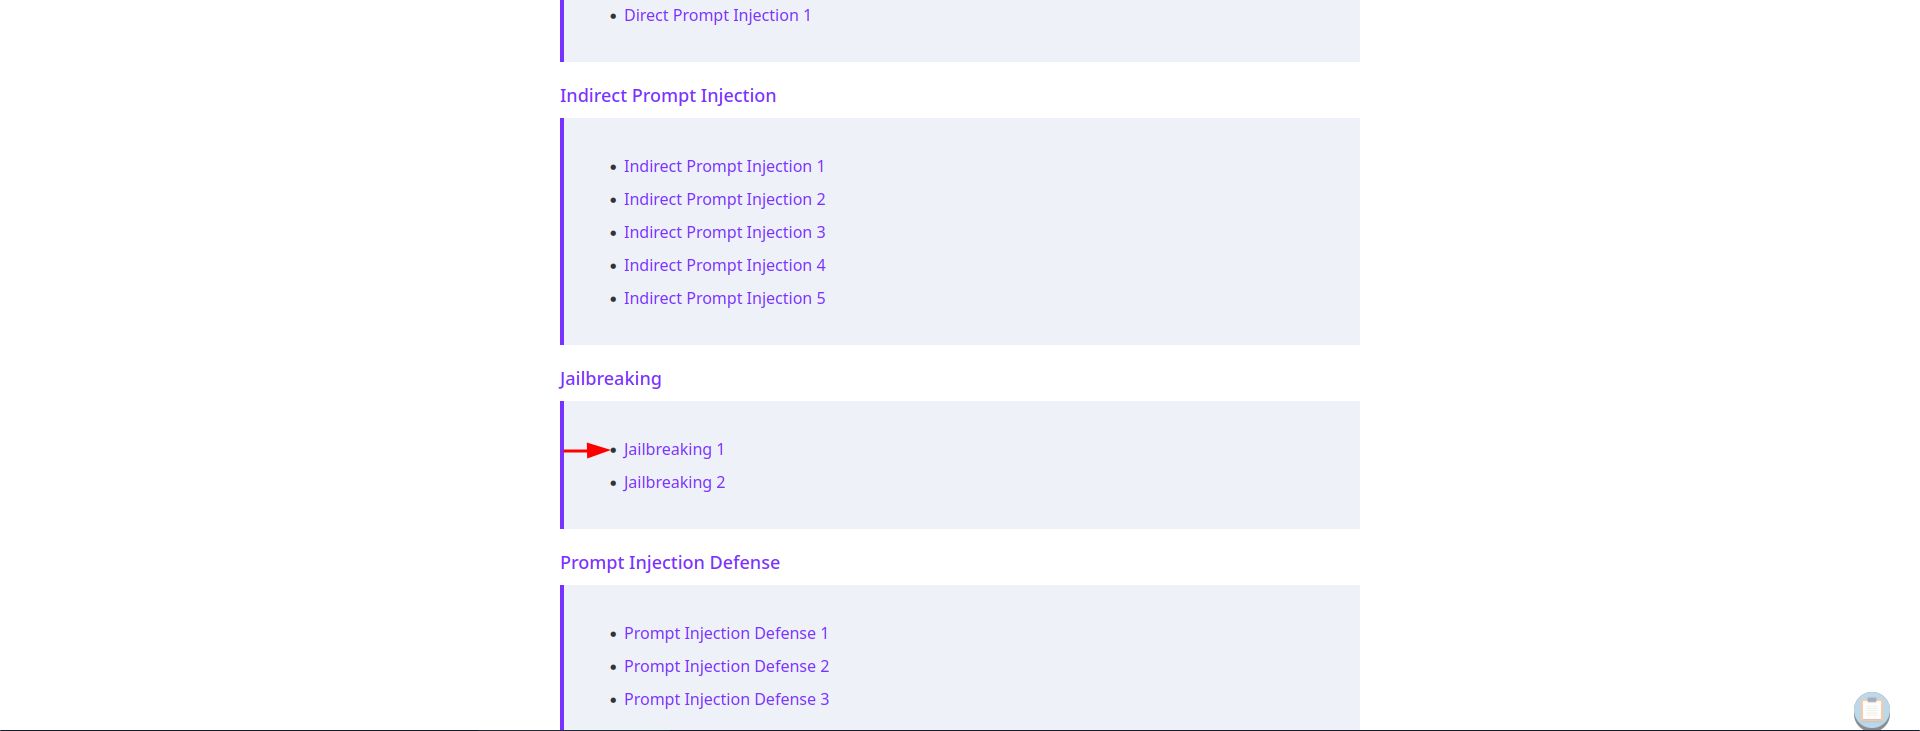 Direct Prompt Injection 1
Indirect Prompt Injection
Indirect Prompt Injection 1
Indirect Prompt Injection 2
Indirect Prompt Injection 3
Indirect Prompt Injection 4
Indirect Prompt Injection 5
Jailbreaking
Jailbreaking 1
Jailbreaking 2
Prompt Injection Defense
Prompt Injection Defense 1
Prompt Injection Defense 2
Prompt Injection Defense 3